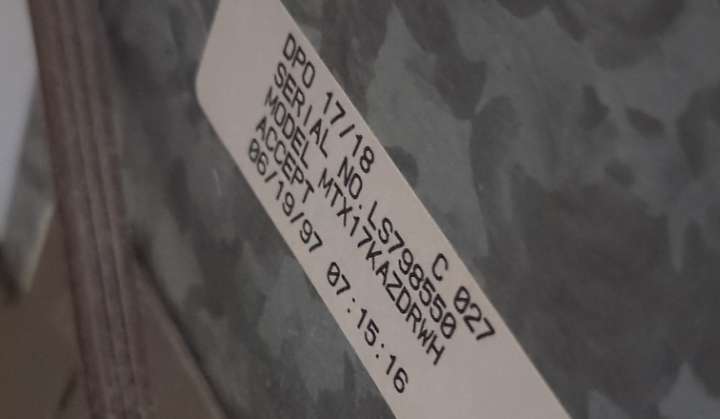 DPO 17/18 C 027
SERIAL NO. LS798550
MODEL MTX17KAZDRWH
ACCEPT
06/19/97 07:15:16